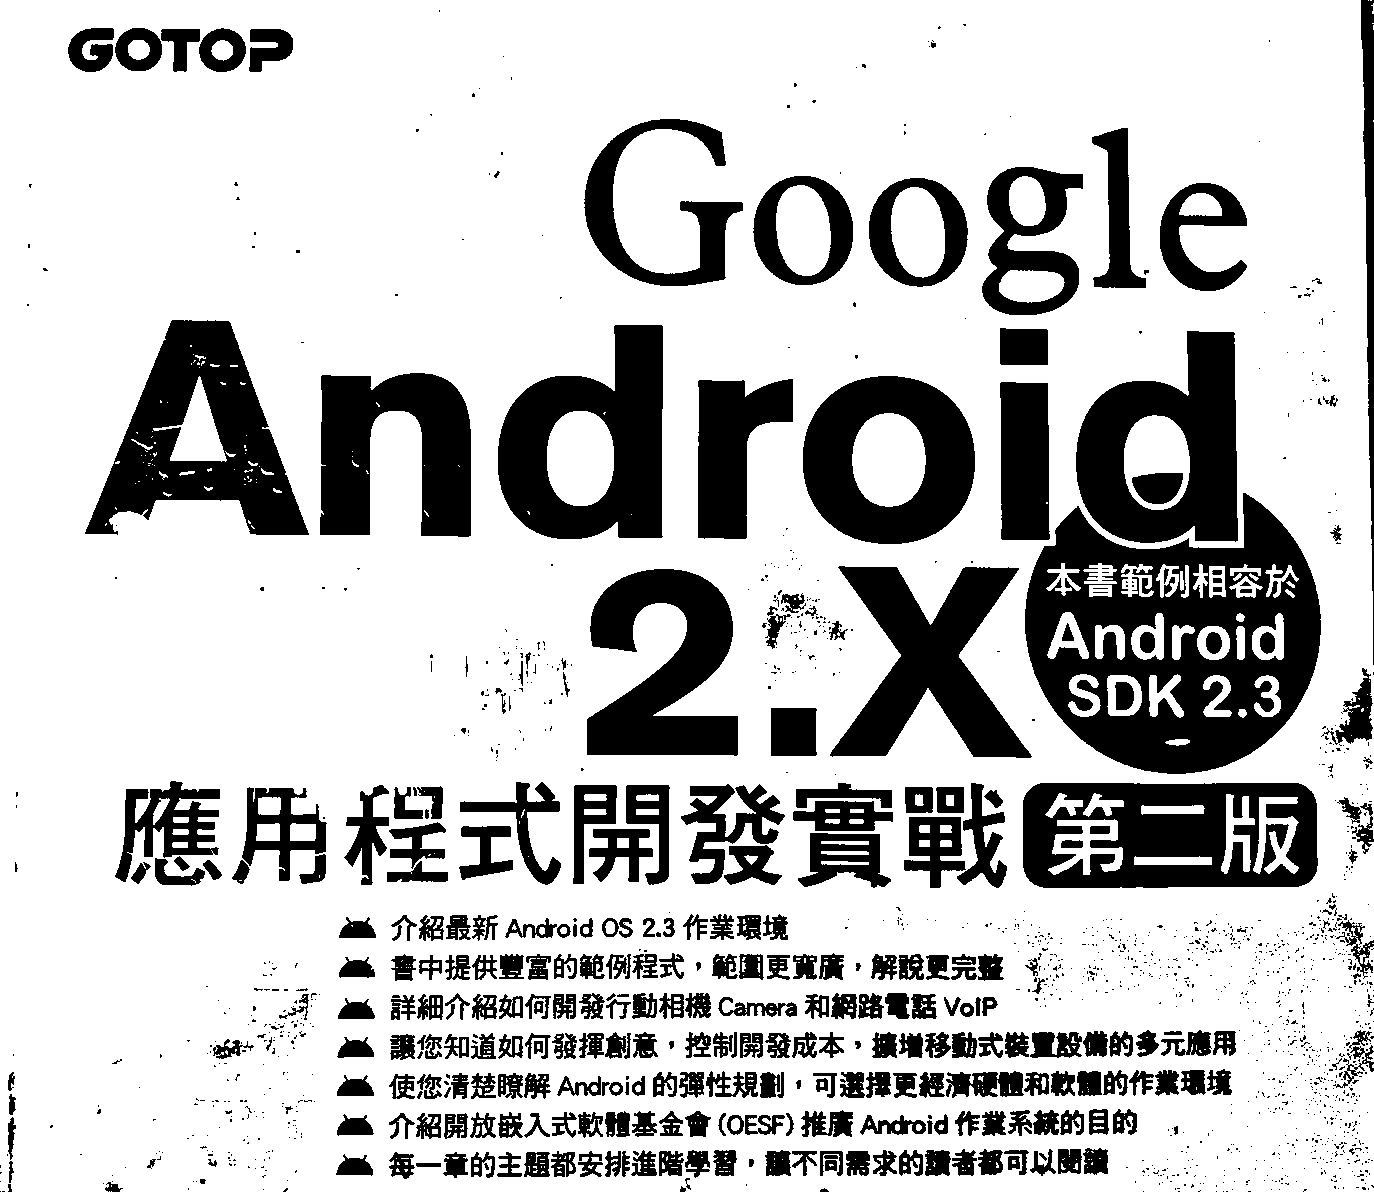 GOTOP
Google
Android
2.X
本書範例相容於
Android
SDK 2.3
應用程式開發實戰 第二版
介紹最新 Android OS 2.3 作業環境
書中提供豐富的範例程式，範圍更寬廣，解說更完整
詳細介紹如何開發行動相機 Camera 和網路電話 VoIP
讓您知道如何發揮創意，控制開發成本，擴增移動式裝置設備的多元應用
使您清楚瞭解 Android 的彈性規劃，可選擇更經濟硬體和軟體的作業環境
介紹開放嵌入式軟體基金會 (OESF) 推廣 Android 作業系統的目的
每一章的主題都安排進階學習，讓不同需求的讀者都可以閱讀